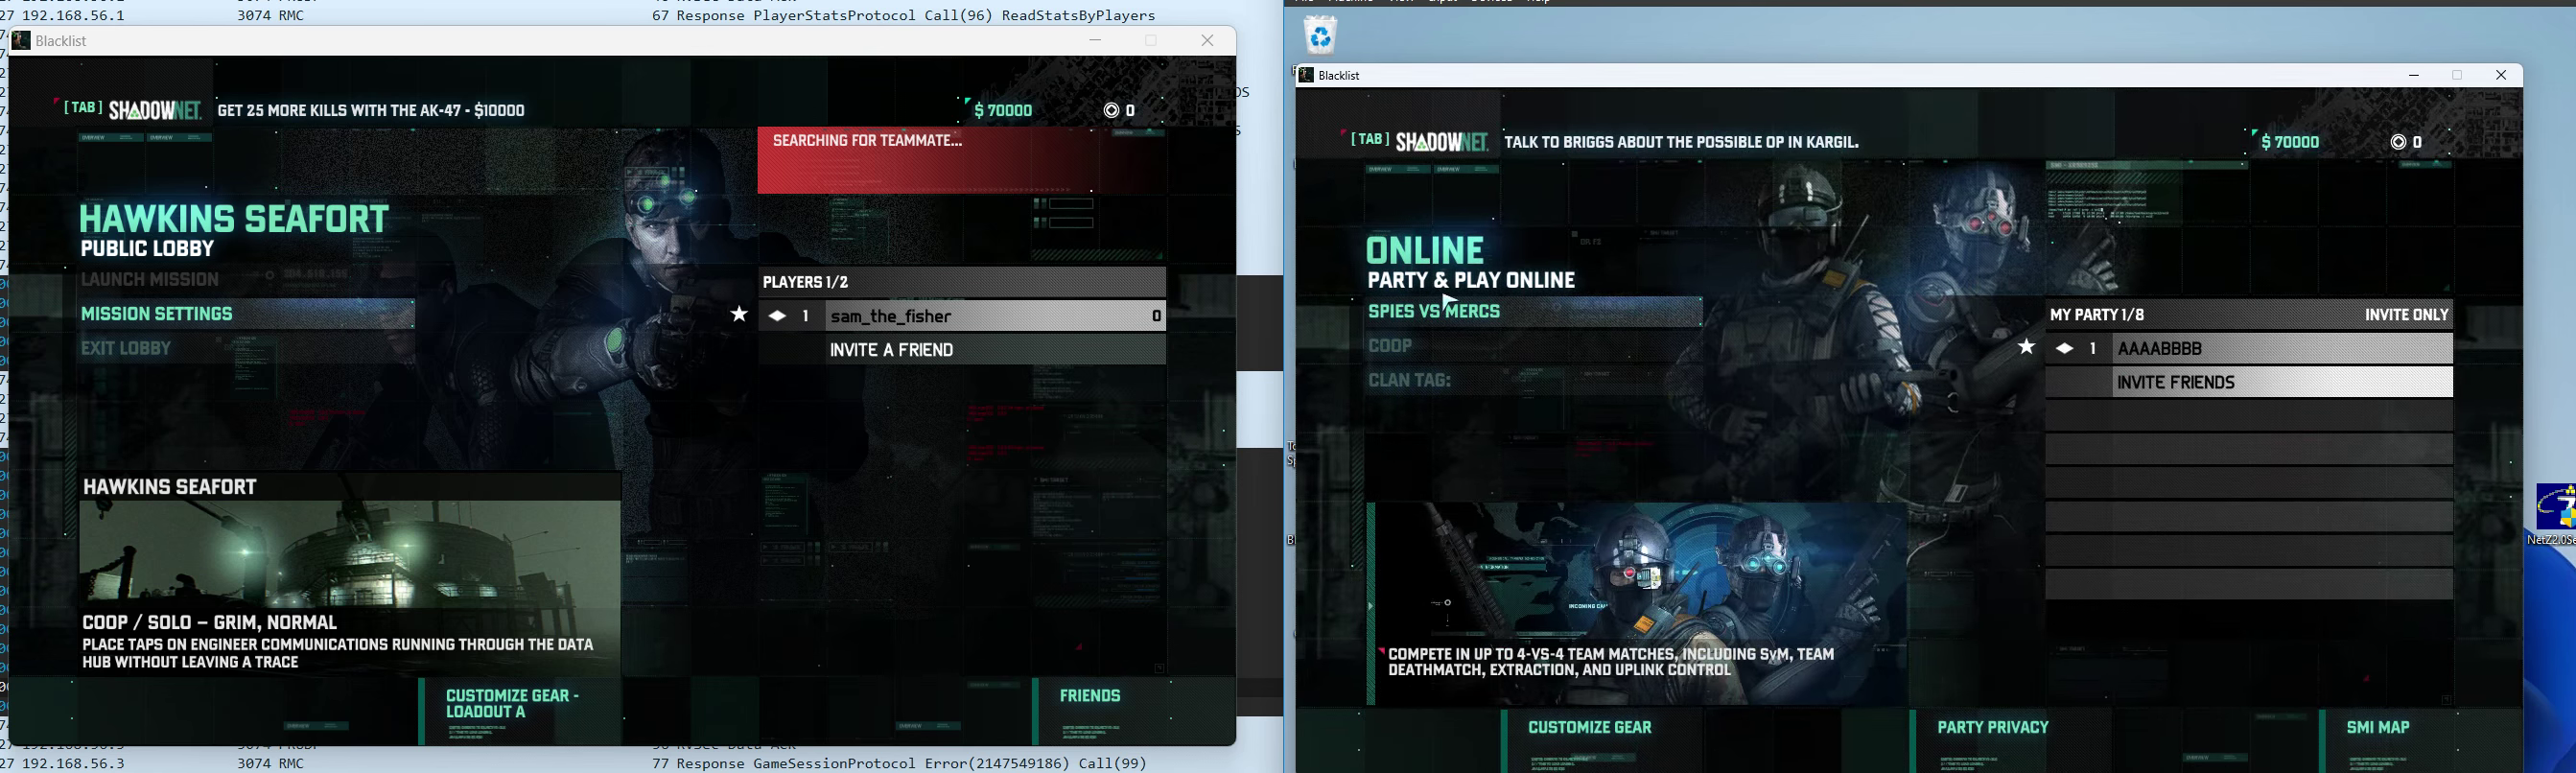 27 192.168.56.1 3074 RMC 67 Response PlayerStatsProtocol Call(96) ReadStatsByPlayers
Blacklist
[ TAB ] SHADOWNET. GET 25 MORE KILLS WITH THE AK-47 - $10000
$ 70000
0
SEARCHING FOR TEAMMATE...
HAWKINS SEAFORT
PUBLIC LOBBY
LAUNCH MISSION
MISSION SETTINGS
EXIT LOBBY
PLAYERS 1/2
1 sam_the_fisher 0
INVITE A FRIEND
HAWKINS SEAFORT
COOP / SOLO – GRIM, NORMAL
PLACE TAPS ON ENGINEER COMMUNICATIONS RUNNING THROUGH THE DATA
HUB WITHOUT LEAVING A TRACE
CUSTOMIZE GEAR -
LOADOUT A
FRIENDS
27 192.168.56.3 3074 RMC 77 Response GameSessionProtocol Error(2147549186) Call(99)
Blacklist
[ TAB ] SHADOWNET. TALK TO BRIGGS ABOUT THE POSSIBLE OP IN KARGIL.
$ 70000
0
ONLINE
PARTY & PLAY ONLINE
SPIES VS MERCS
COOP
CLAN TAG:
MY PARTY 1/8 INVITE ONLY
1 AAAABBBB
INVITE FRIENDS
COMPETE IN UP TO 4-VS-4 TEAM MATCHES, INCLUDING SvM, TEAM
DEATHMATCH, EXTRACTION, AND UPLINK CONTROL
CUSTOMIZE GEAR
PARTY PRIVACY
SMI MAP